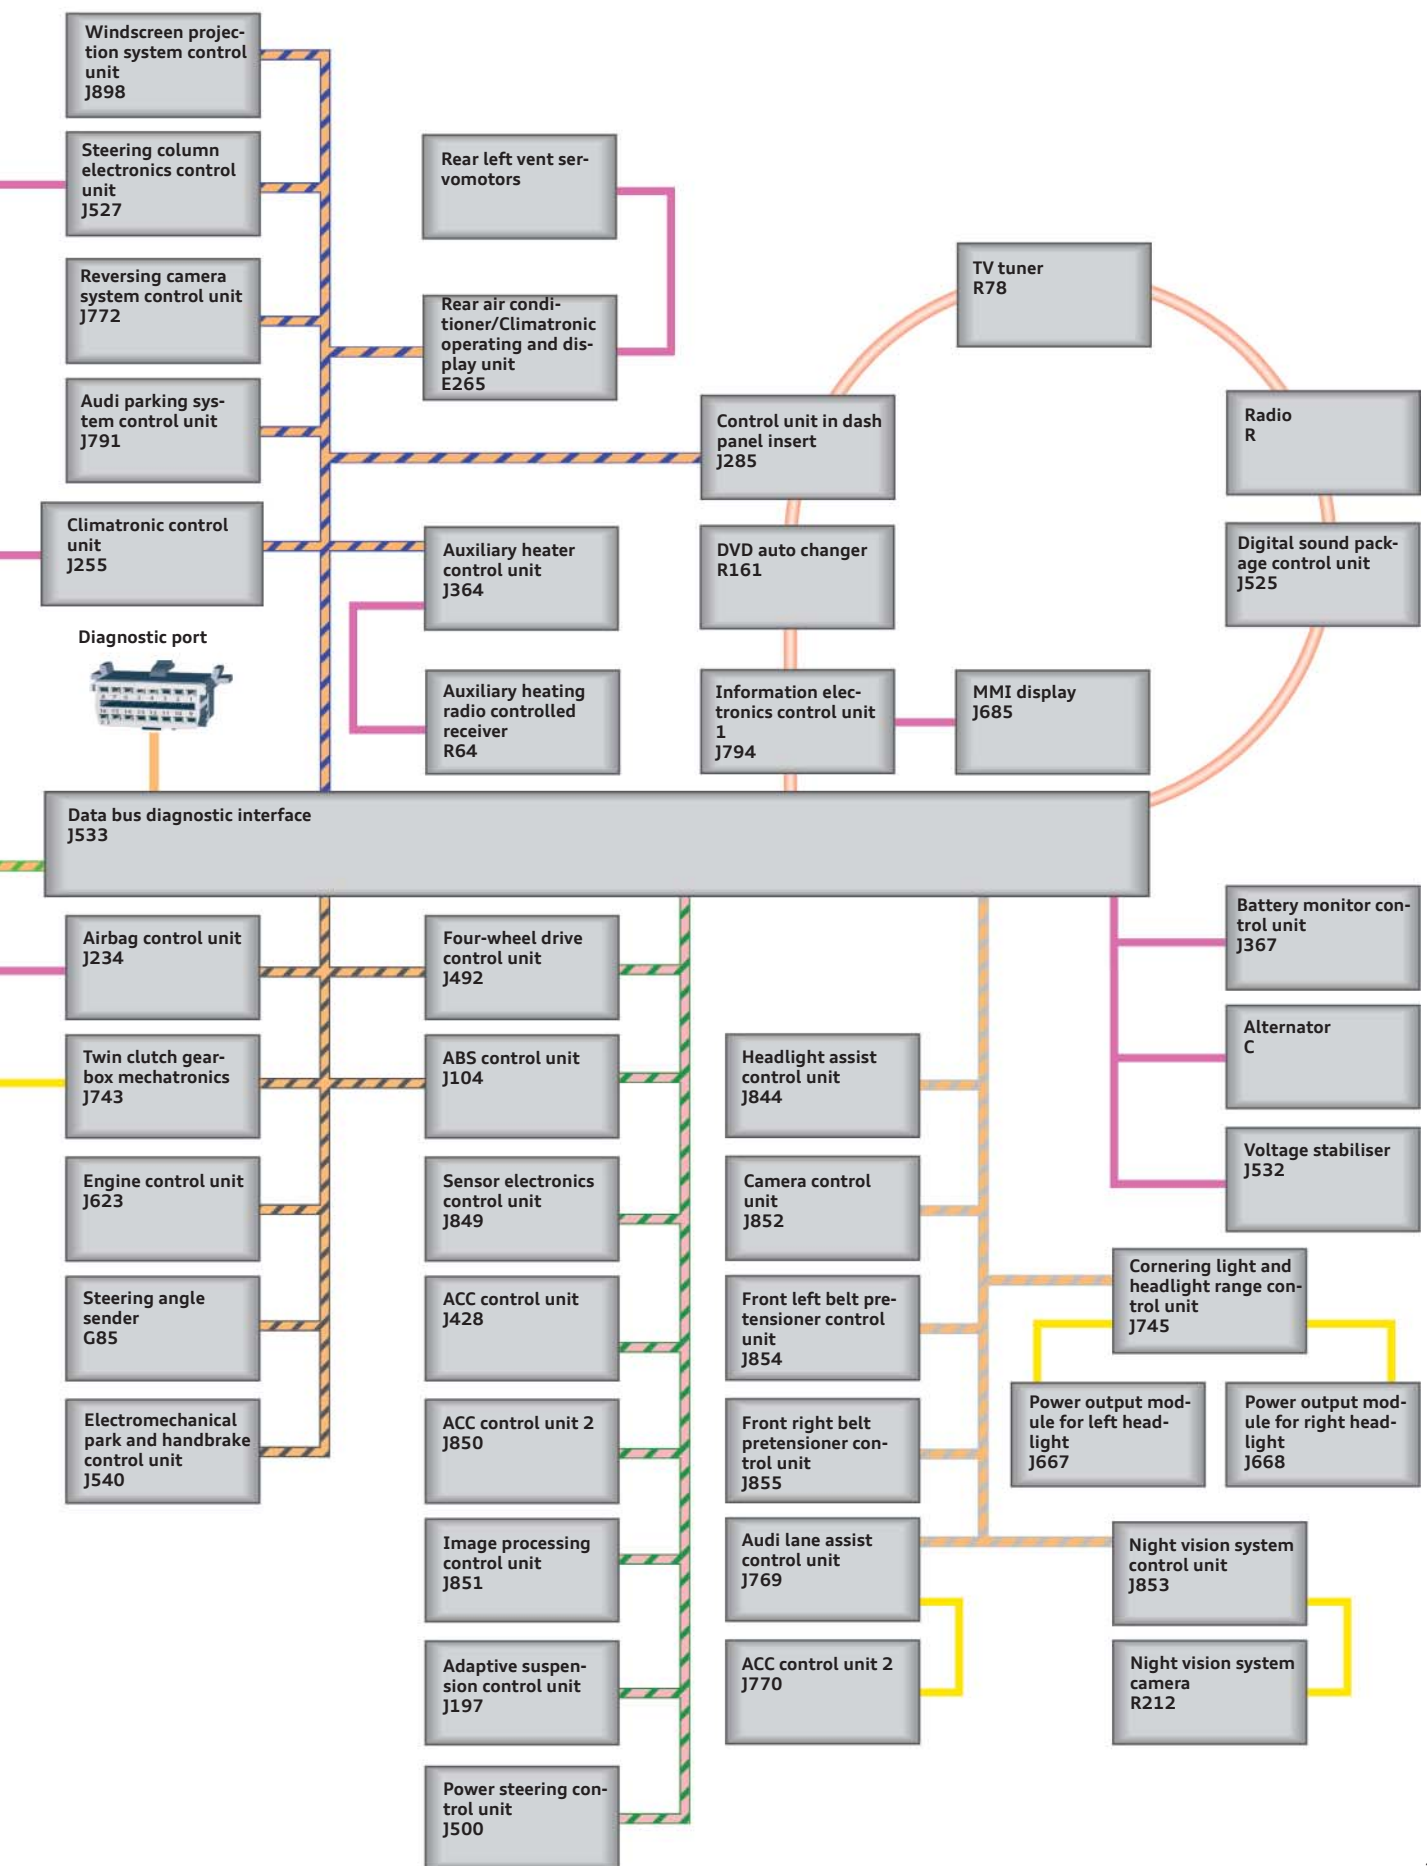 Windscreen projec-
tion system control
unit
J898
Steering column
electronics control
unit
J527
Reversing camera
system control unit
J772
Audi parking sys-
tem control unit
J791
Climatronic control
unit
J255
Diagnostic port
Rear left vent ser-
vomotors
Rear air condi-
tioner/Climatronic
operating and dis-
play unit
E265
Auxiliary heater
control unit
J364
Auxiliary heating
radio controlled
receiver
R64
TV tuner
R78
Control unit in dash
panel insert
J285
Radio
R
DVD auto changer
R161
Digital sound pack-
age control unit
J525
Information elec-
tronics control unit
1
J794
MMI display
J685
Data bus diagnostic interface
J533
Airbag control unit
J234
Twin clutch gear-
box mechatronics
J743
Engine control unit
J623
Steering angle
sender
G85
Electromechanical
park and handbrake
control unit
J540
Four-wheel drive
control unit
J492
ABS control unit
J104
Sensor electronics
control unit
J849
ACC control unit
J428
ACC control unit 2
J850
Image processing
control unit
J851
Adaptive suspen-
sion control unit
J197
Power steering con-
trol unit
J500
Headlight assist
control unit
J844
Camera control
unit
J852
Front left belt pre-
tensioner control
unit
J854
Front right belt
pretensioner con-
trol unit
J855
Audi lane assist
control unit
J769
ACC control unit 2
J770
Battery monitor con-
trol unit
J367
Alternator
C
Voltage stabiliser
J532
Cornering light and
headlight range con-
trol unit
J745
Power output mod-
ule for left head-
light
J667
Power output mod-
ule for right head-
light
J668
Night vision system
control unit
J853
Night vision system
camera
R212